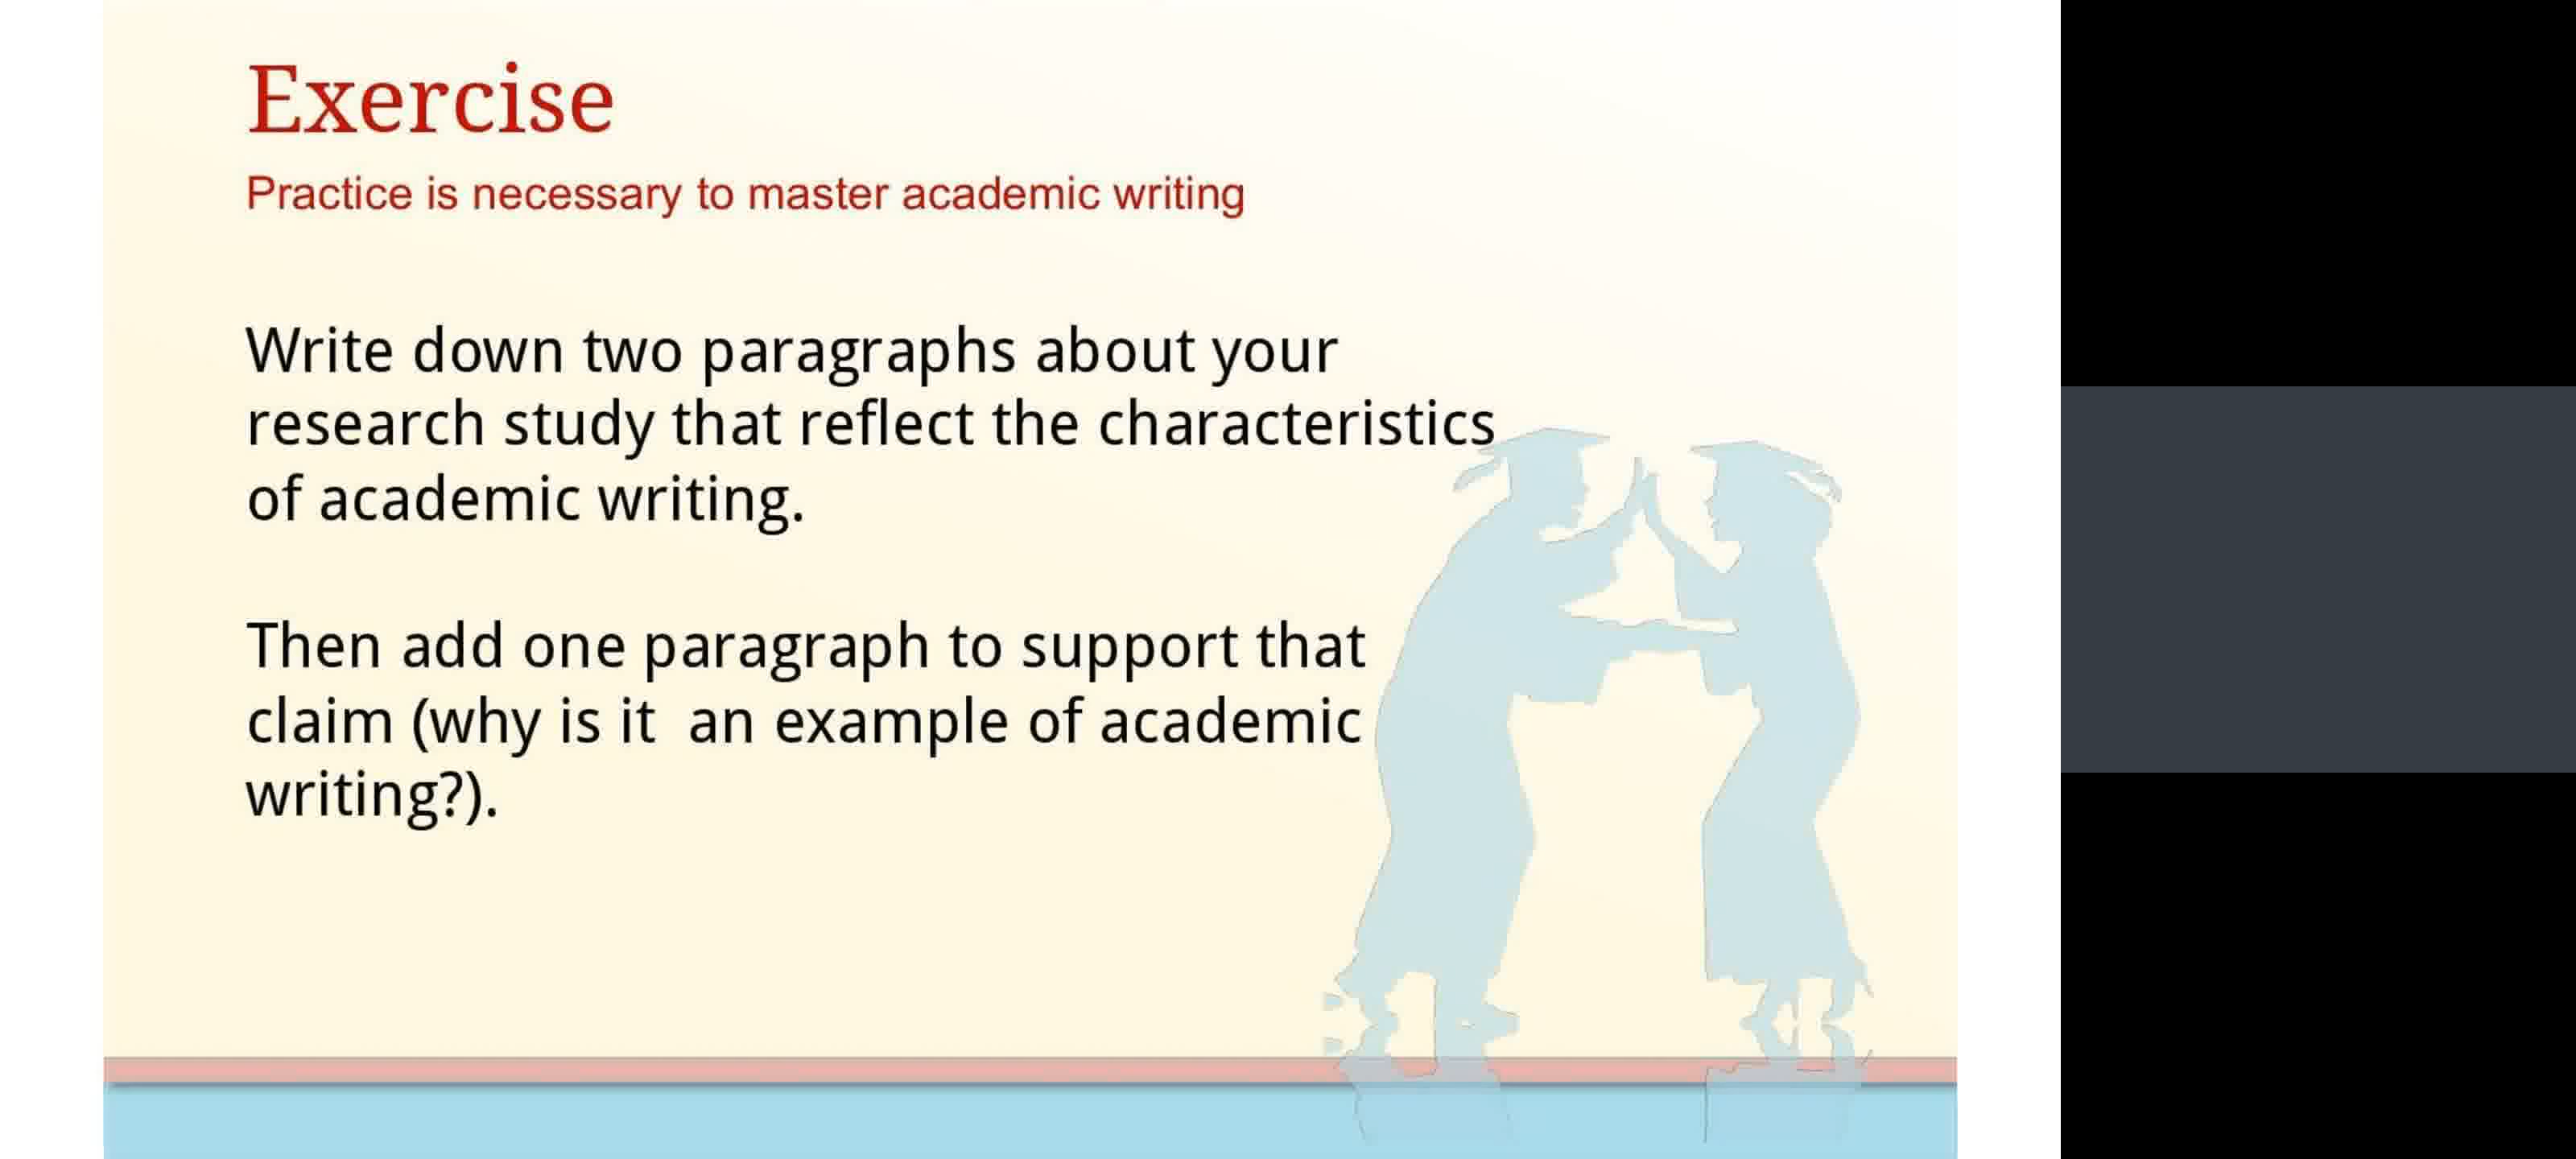 Exercise
Practice is necessary to master academic writing
Write down two paragraphs about your
research study that reflect the characteristics
of academic writing.
Then add one paragraph to support that
claim (why is it  an example of academic
writing?).